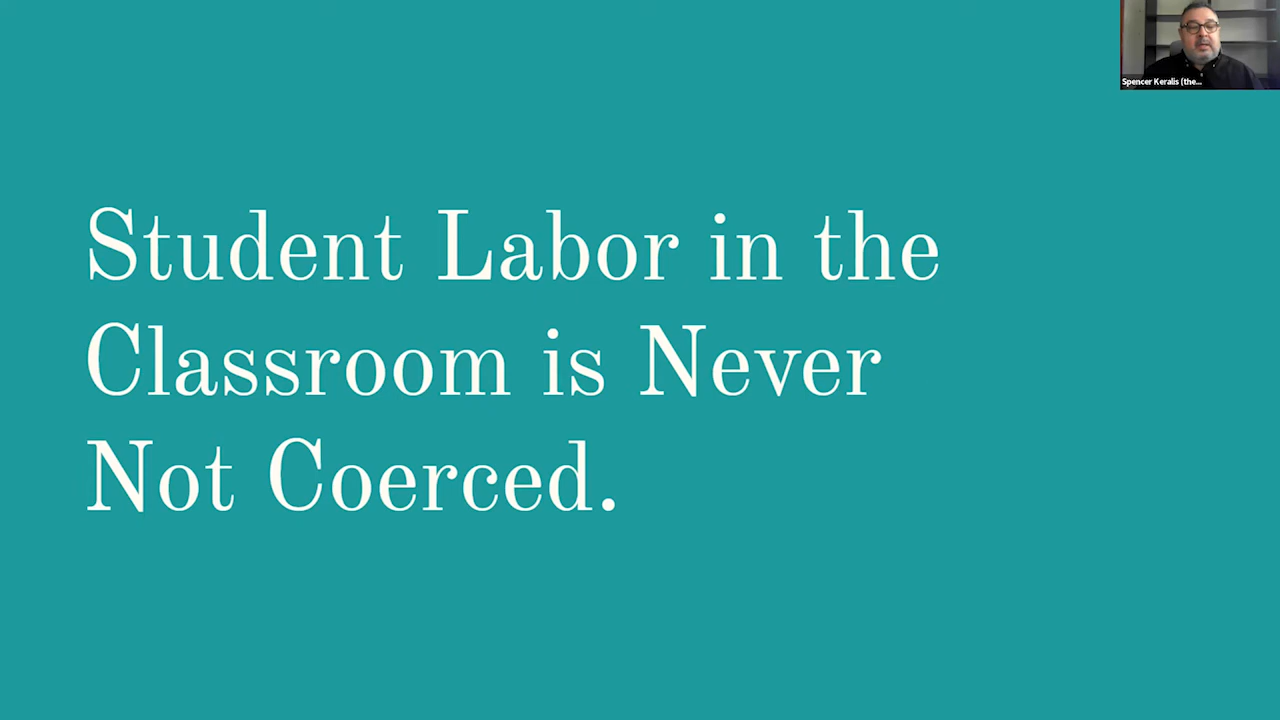 Spencer Keralis (the...
Student Labor in the
Classroom is Never
Not Coerced.